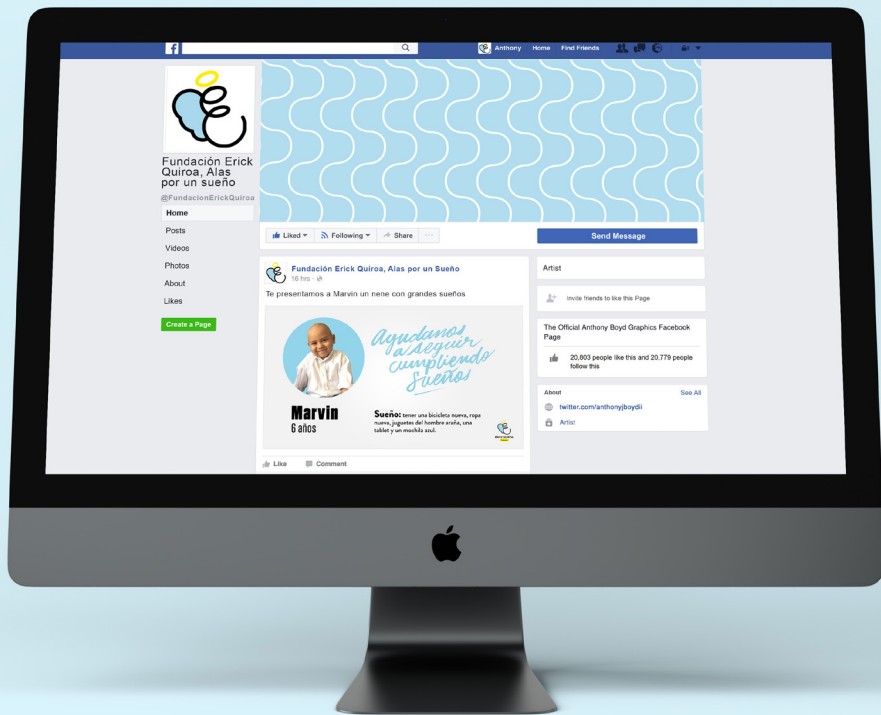 f
Anthony Home Find Friends
Fundación Erick
Quiroa, Alas
por un sueño
@FundacionErickQuiroa
Home
Posts
Videos
Photos
About
Likes
Create a Page
Liked Following Share ...
Send Message
Fundación Erick Quiroa, Alas por un Sueño
16 hrs
Te presentamos a Marvin un nene con grandes sueños
Ayudanos
a seguir
cumpliendo
Sueños
Marvin
6 años
Sueño: tener una bicicleta nueva, ropa
nueva, juguetes del hombre araña, una
tablet y un mochila azul.
Like Comment
Artist
Invite friends to like this Page
The Official Anthony Boyd Graphics Facebook
Page
20,803 people like this and 20,779 people
follow this
About See All
twitter.com/anthonyjboydii
Artist